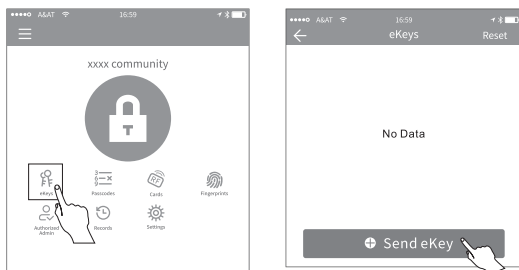 A&AT 16:59
xxxx community
T
eKeys Passcodes Cards Fingerprints
Authorized
Admin
Records Settings
A&AT 16:59
eKeys Reset
No Data
Send eKey